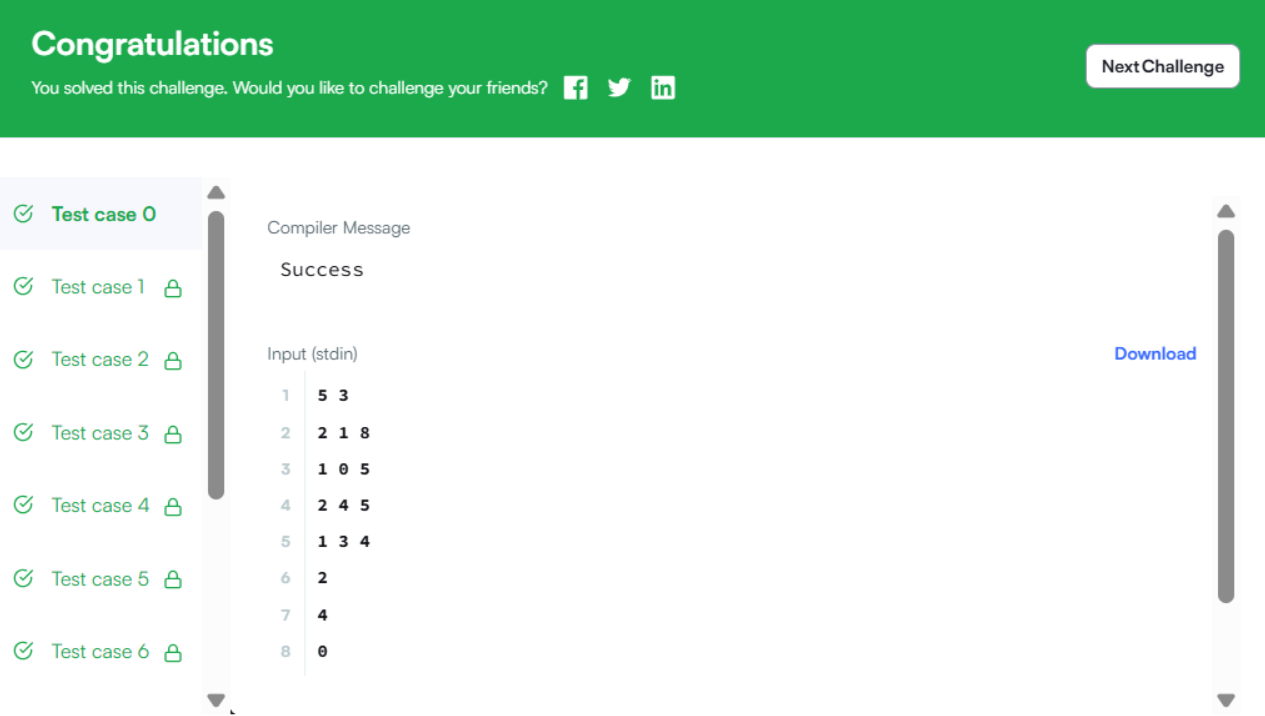 Congratulations
You solved this challenge. Would you like to challenge your friends?
Next Challenge
Test case 0
Test case 1
Test case 2
Test case 3
Test case 4
Test case 5
Test case 6
Compiler Message
Success
Input (stdin)
Download
1 5 3
2 2 1 8
3 1 0 5
4 2 4 5
5 1 3 4
6 2
7 4
8 0